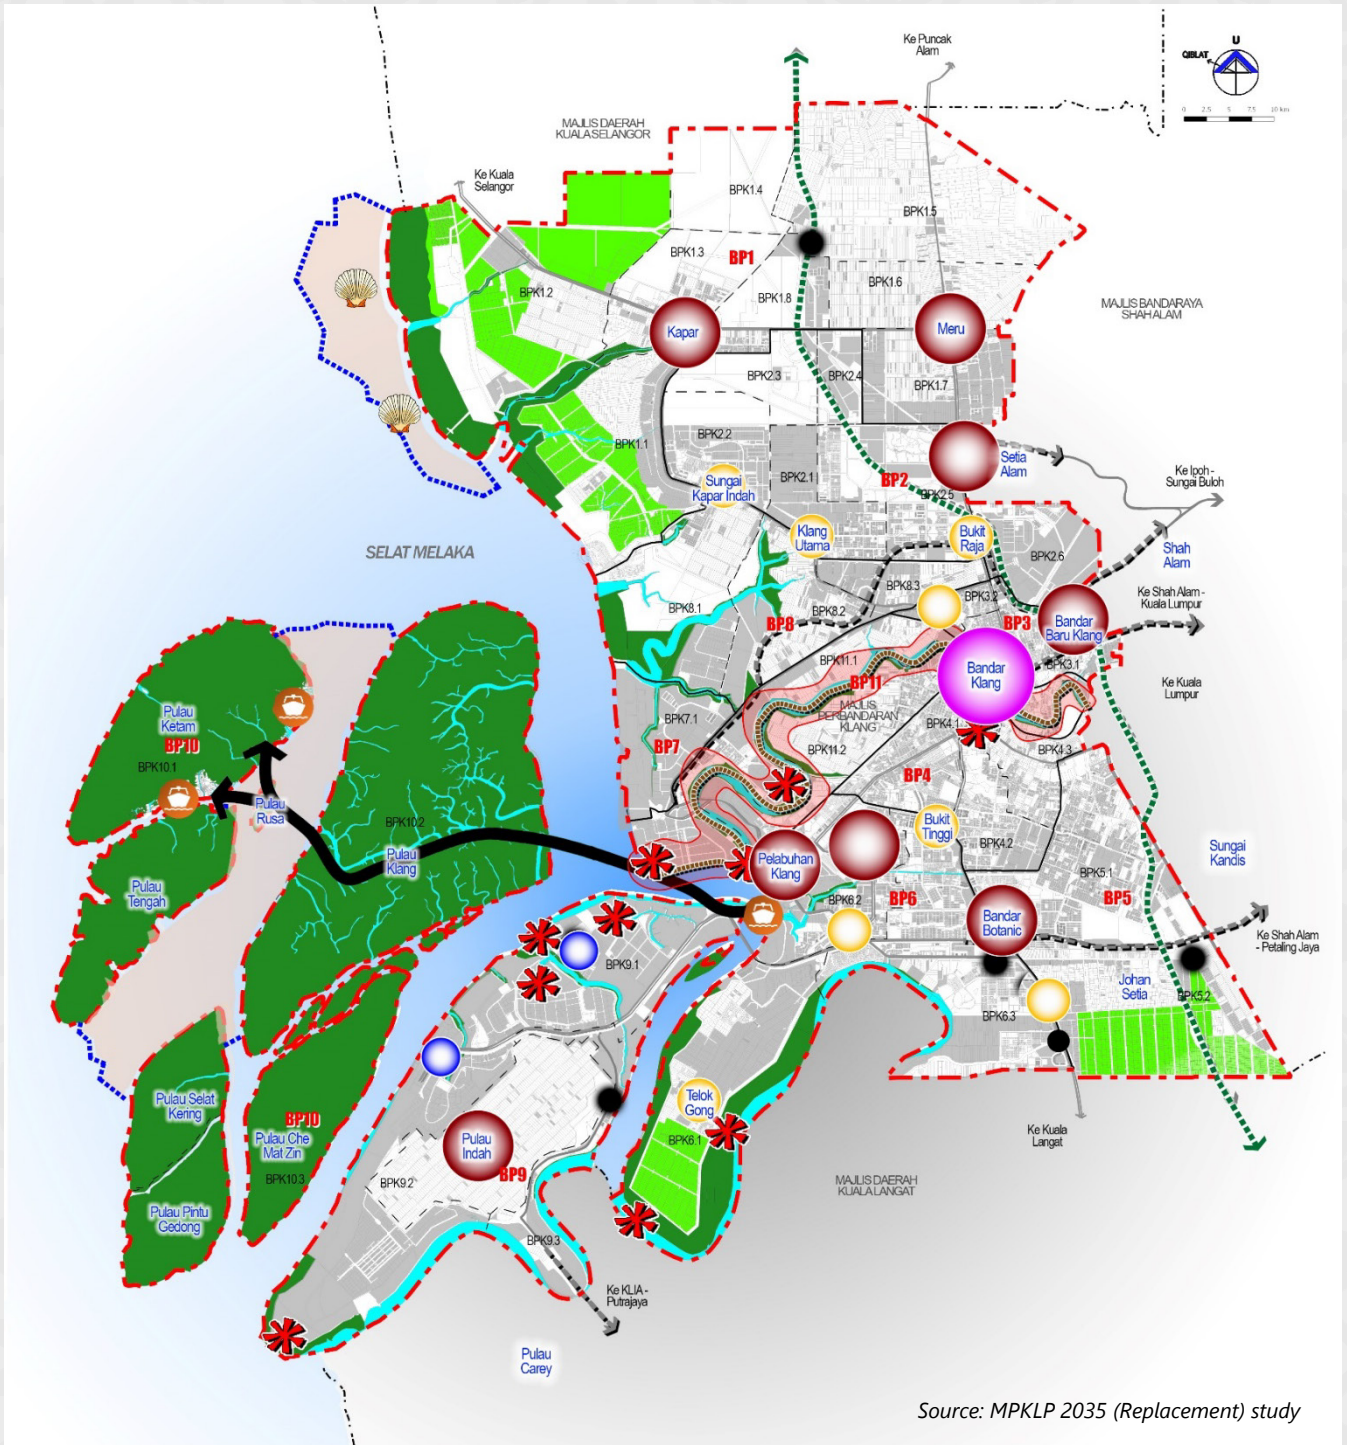 Ke Puncak
Alam
U
QIBLAT
0 2.5 5 7.5 10 km
MAJLIS DAERAH
KUALA SELANGOR
Ke Kuala
Selangor
BPK1.4
BPK1.5
BPK1.3
BP1
BPK1.2
BPK1.8
BPK1.6
MAJLIS BANDARAYA
SHAH ALAM
Kapar
Meru
BPK2.3
BPK2.4
BPK1.7
BPK1.1
BPK2.2
Setia
Alam
Sungai
Kapar Indah
BPK2.1
BP2
BPK2.5
Ke Ipoh -
Sungai Buloh
Klang
Utama
Bukit
Raja
BPK2.6
Shah
Alam
SELAT MELAKA
BPK8.3
BPK3.2
Ke Shah Alam -
Kuala Lumpur
BPK8.1
BPK8.2
BP8
BP3
Bandar
Baru Klang
BPK11.1
BPK3.1
Bandar
Klang
BP11
Ke Kuala
Lumpur
MAJLIS
PERBANDARAN
KLANG
BPK7.1
BP7
BPK11.2
BPK4.1
BPK4.3
Pulau
Ketam
BP10
BPK10.1
BP4
Pulau
Rusa
BPK10.2
Bukit
Tinggi
BPK4.2
Sungai
Kandis
Pulau
Klang
Pelabuhan
Klang
BPK5.1
Pulau
Tengah
BPK6.2
BP6
BP5
Bandar
Botanic
Ke Shah Alam
- Petaling Jaya
BPK9.1
Johan
Setia
BPK5.2
BPK6.3
Pulau Selat
Kering
Telok
Gong
BP10
Pulau Che
Mat Zin
BPK6.1
Ke Kuala
Langat
Pulau
Indah
BP9
BPK10.3
BPK9.2
MAJLIS DAERAH
KUALA LANGAT
Pulau Pintu
Gedong
BPK9.3
Ke KLIA -
Putrajaya
Pulau
Carey
Source: MPKLP 2035 (Replacement) study